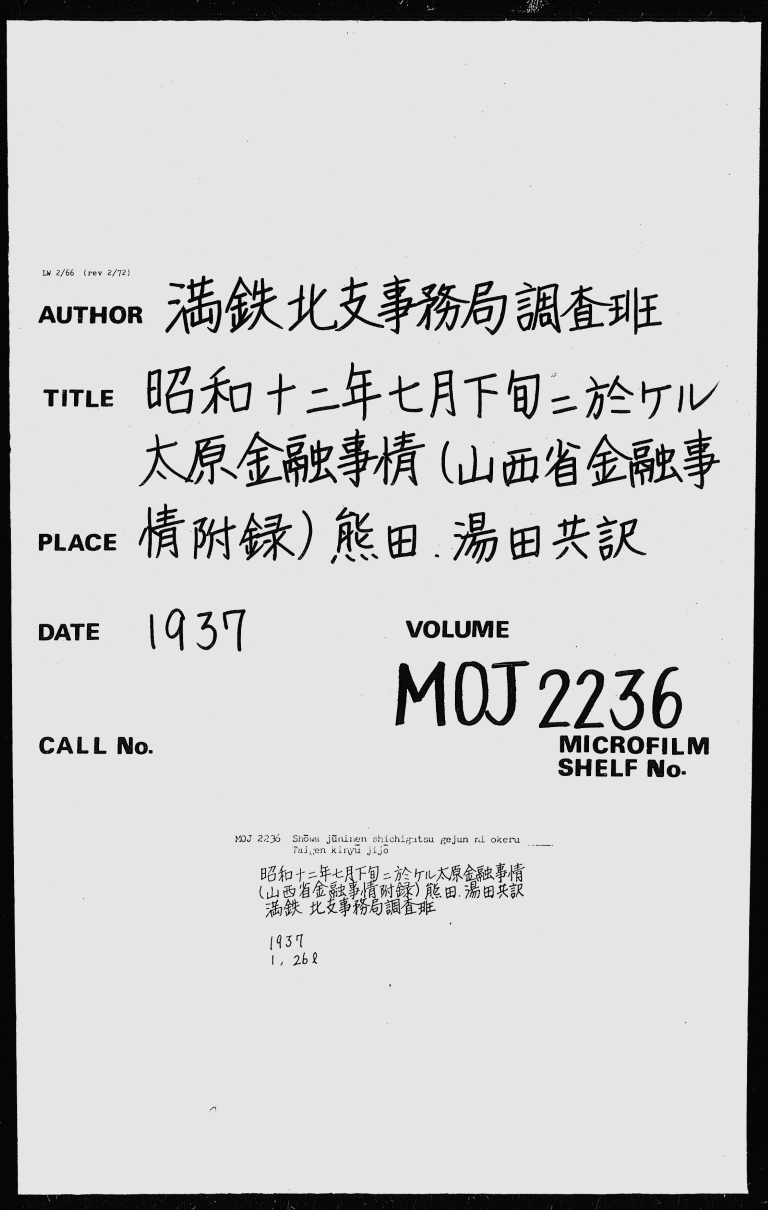 LW 2/66 (rev 2/72)
AUTHOR 満鉄北支事務局調査班
TITLE 昭和十二年七月下旬ニ於ケル
太原金融事情(山西省金融事
PLACE 情附録)熊田.湯田共訳
DATE 1937
VOLUME
MOJ 2236
CALL No.
MICROFILM
SHELF No.
MOJ 2236 Shōwa jūninen shichigatsu gejun ni okeru
Taigen kinyū jijō
昭和十二年七月下旬ニ於ケル太原金融事情
(山西省金融事情附録)熊田.湯田共訳
満鉄 北支事務局調査班
1937
1, 26ℓ